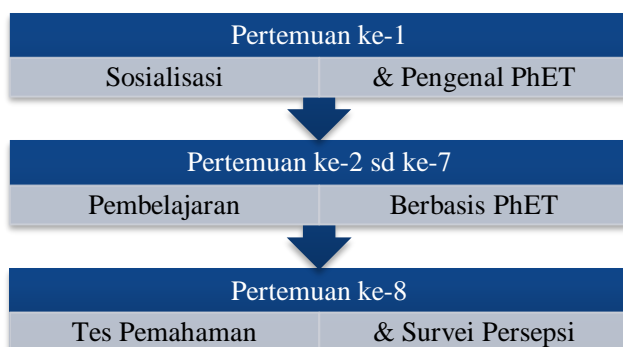 Pertemuan ke-1
Sosialisasi & Pengenal PhET
Pertemuan ke-2 sd ke-7
Pembelajaran Berbasis PhET
Pertemuan ke-8
Tes Pemahaman & Survei Persepsi